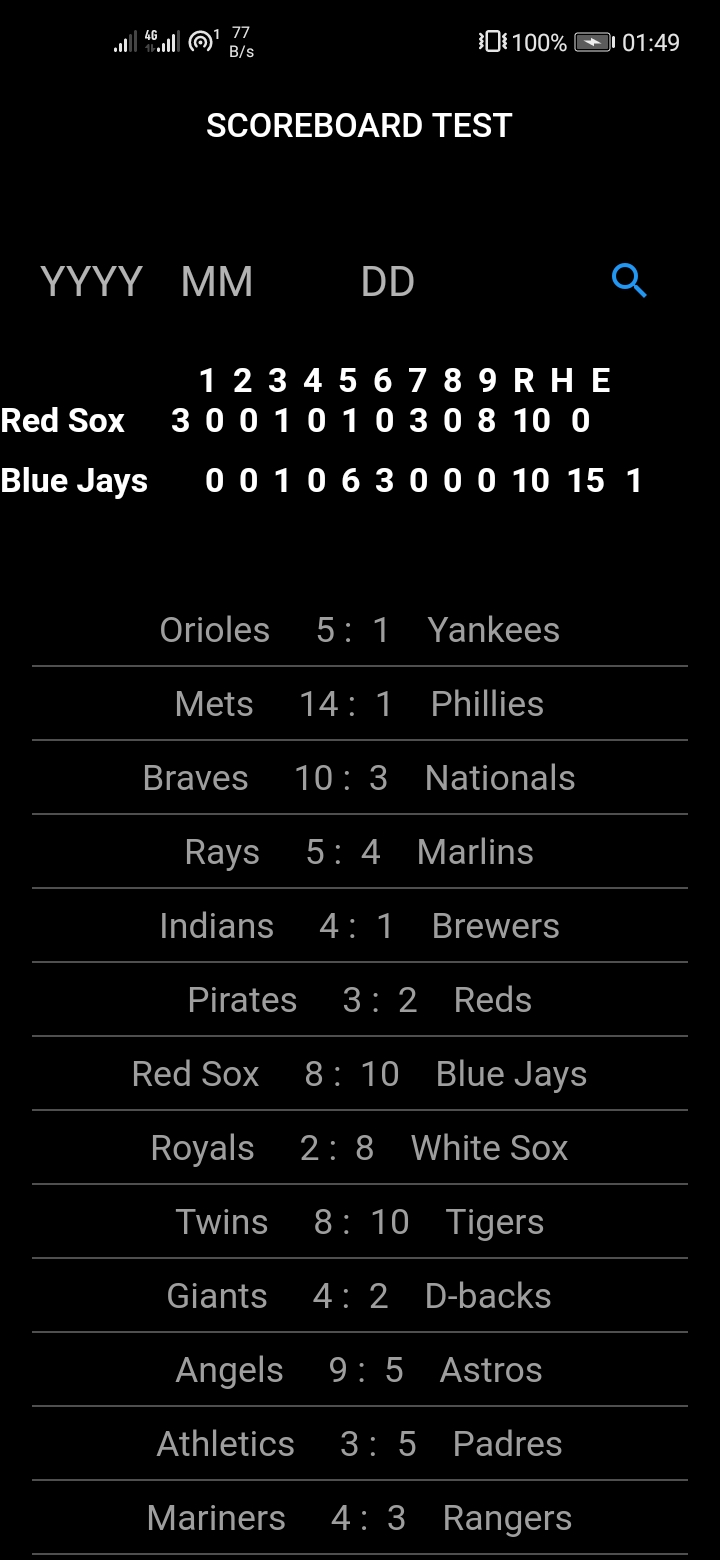 4G 1 77 B/s 100% 01:49
SCOREBOARD TEST
YYYY MM DD
1 2 3 4 5 6 7 8 9 R H E
Red Sox 3 0 0 1 0 1 0 3 0 8 10 0
Blue Jays 0 0 1 0 6 3 0 0 0 10 15 1
Orioles 5 : 1 Yankees
Mets 14 : 1 Phillies
Braves 10 : 3 Nationals
Rays 5 : 4 Marlins
Indians 4 : 1 Brewers
Pirates 3 : 2 Reds
Red Sox 8 : 10 Blue Jays
Royals 2 : 8 White Sox
Twins 8 : 10 Tigers
Giants 4 : 2 D-backs
Angels 9 : 5 Astros
Athletics 3 : 5 Padres
Mariners 4 : 3 Rangers